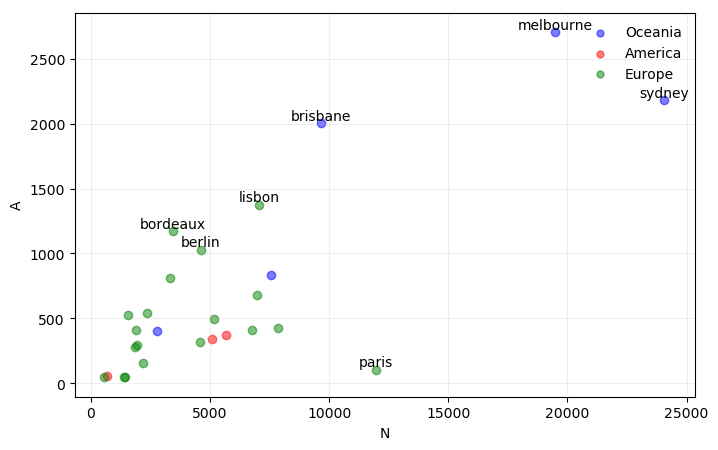 melbourne
Oceania
America
Europe
sydney
brisbane
lisbon
bordeaux
berlin
paris
2500
2000
1500
1000
500
0
A
0 5000 10000 15000 20000 25000
N